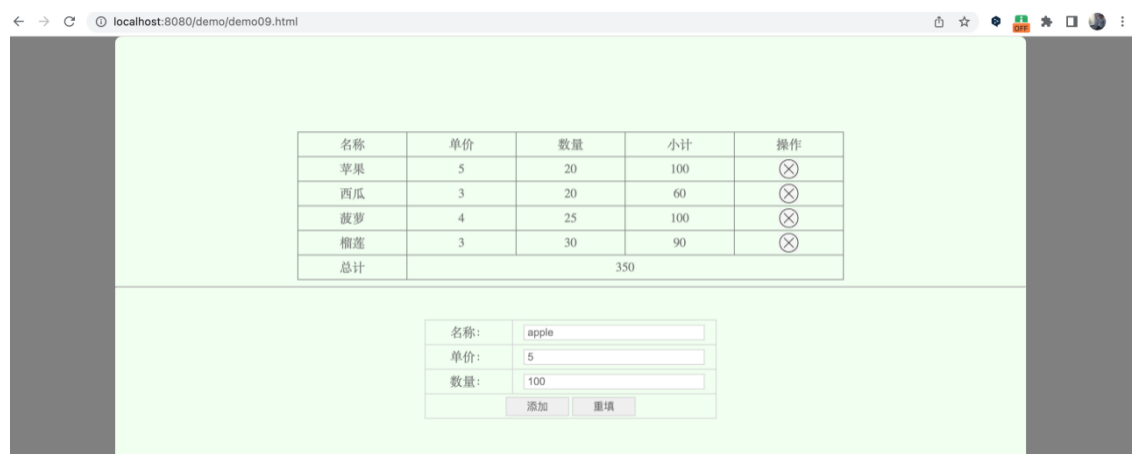 localhost:8080/demo/demo09.html
OFF
名称 单价 数量 小计 操作
苹果 5 20 100
西瓜 3 20 60
菠萝 4 25 100
榴莲 3 30 90
总计 350
名称: apple
单价: 5
数量: 100
添加 重填